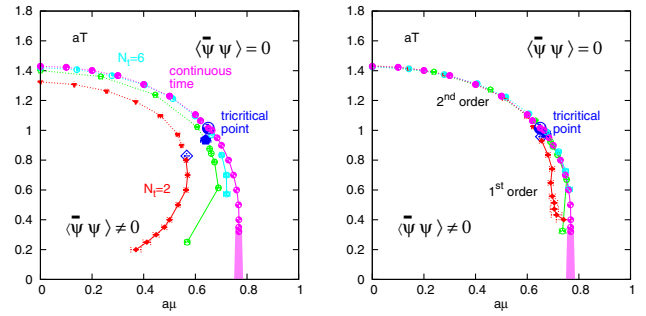 aT
N_t=6
⟨ψ̄ ψ⟩ = 0
continuous
time
tricritical
point
N_t=2
⟨ψ̄ ψ⟩ ≠ 0
1.8
1.6
1.4
1.2
1
0.8
0.6
0.4
0.2
0
0 0.2 0.4 0.6 0.8 1
aμ
aT
⟨ψ̄ ψ⟩ = 0
2nd order
tricritical
point
1st order
⟨ψ̄ ψ⟩ ≠ 0
1.8
1.6
1.4
1.2
1
0.8
0.6
0.4
0.2
0
0 0.2 0.4 0.6 0.8 1
aμ